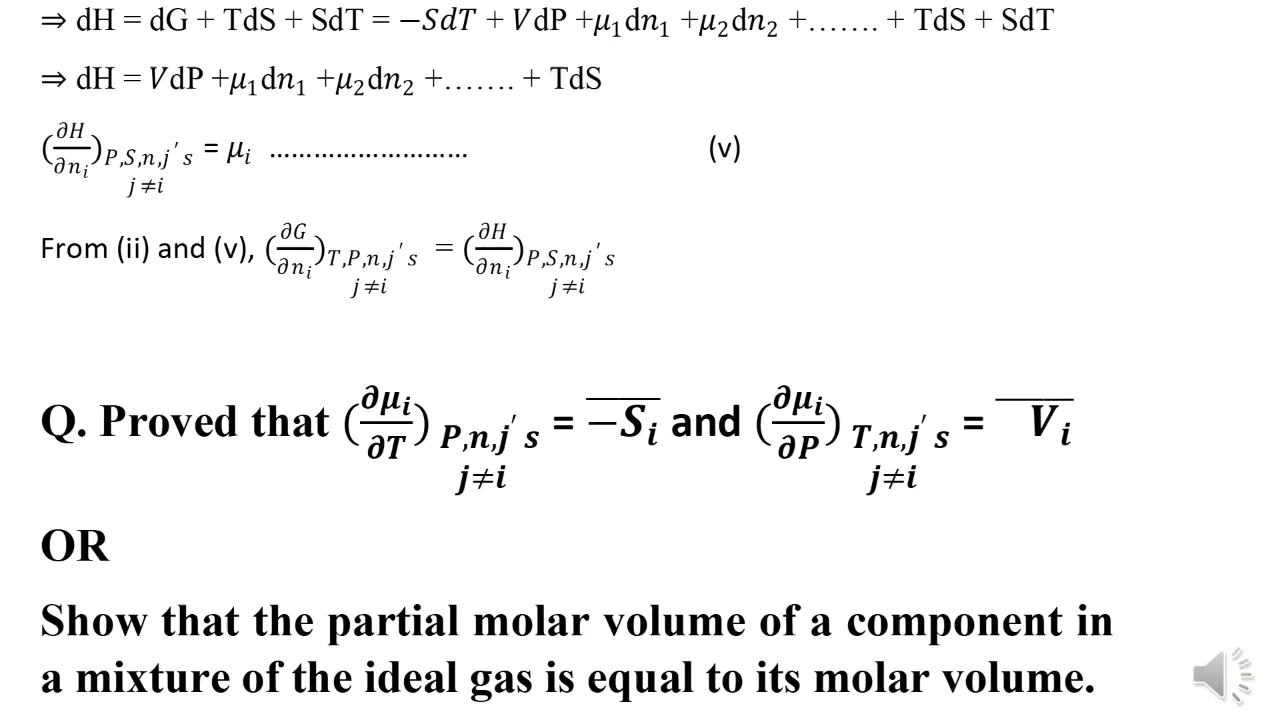 ⇒ dH = dG + TdS + SdT = −SdT + VdP +μ₁dn₁ +μ₂dn₂ +……. + TdS + SdT
⇒ dH = VdP +μ₁dn₁ +μ₂dn₂ +……. + TdS
(∂H/∂nᵢ)P,S,n,j′s = μᵢ ……………………… (v)
j≠i
From (ii) and (v), (∂G/∂nᵢ)T,P,n,j′s = (∂H/∂nᵢ)P,S,n,j′s
j≠i j≠i
Q. Proved that (∂μᵢ/∂T) P,n,j′s = \overline{−Sᵢ} and (∂μᵢ/∂P) T,n,j′s = \overline{Vᵢ}
j≠i j≠i
OR
Show that the partial molar volume of a component in
a mixture of the ideal gas is equal to its molar volume.